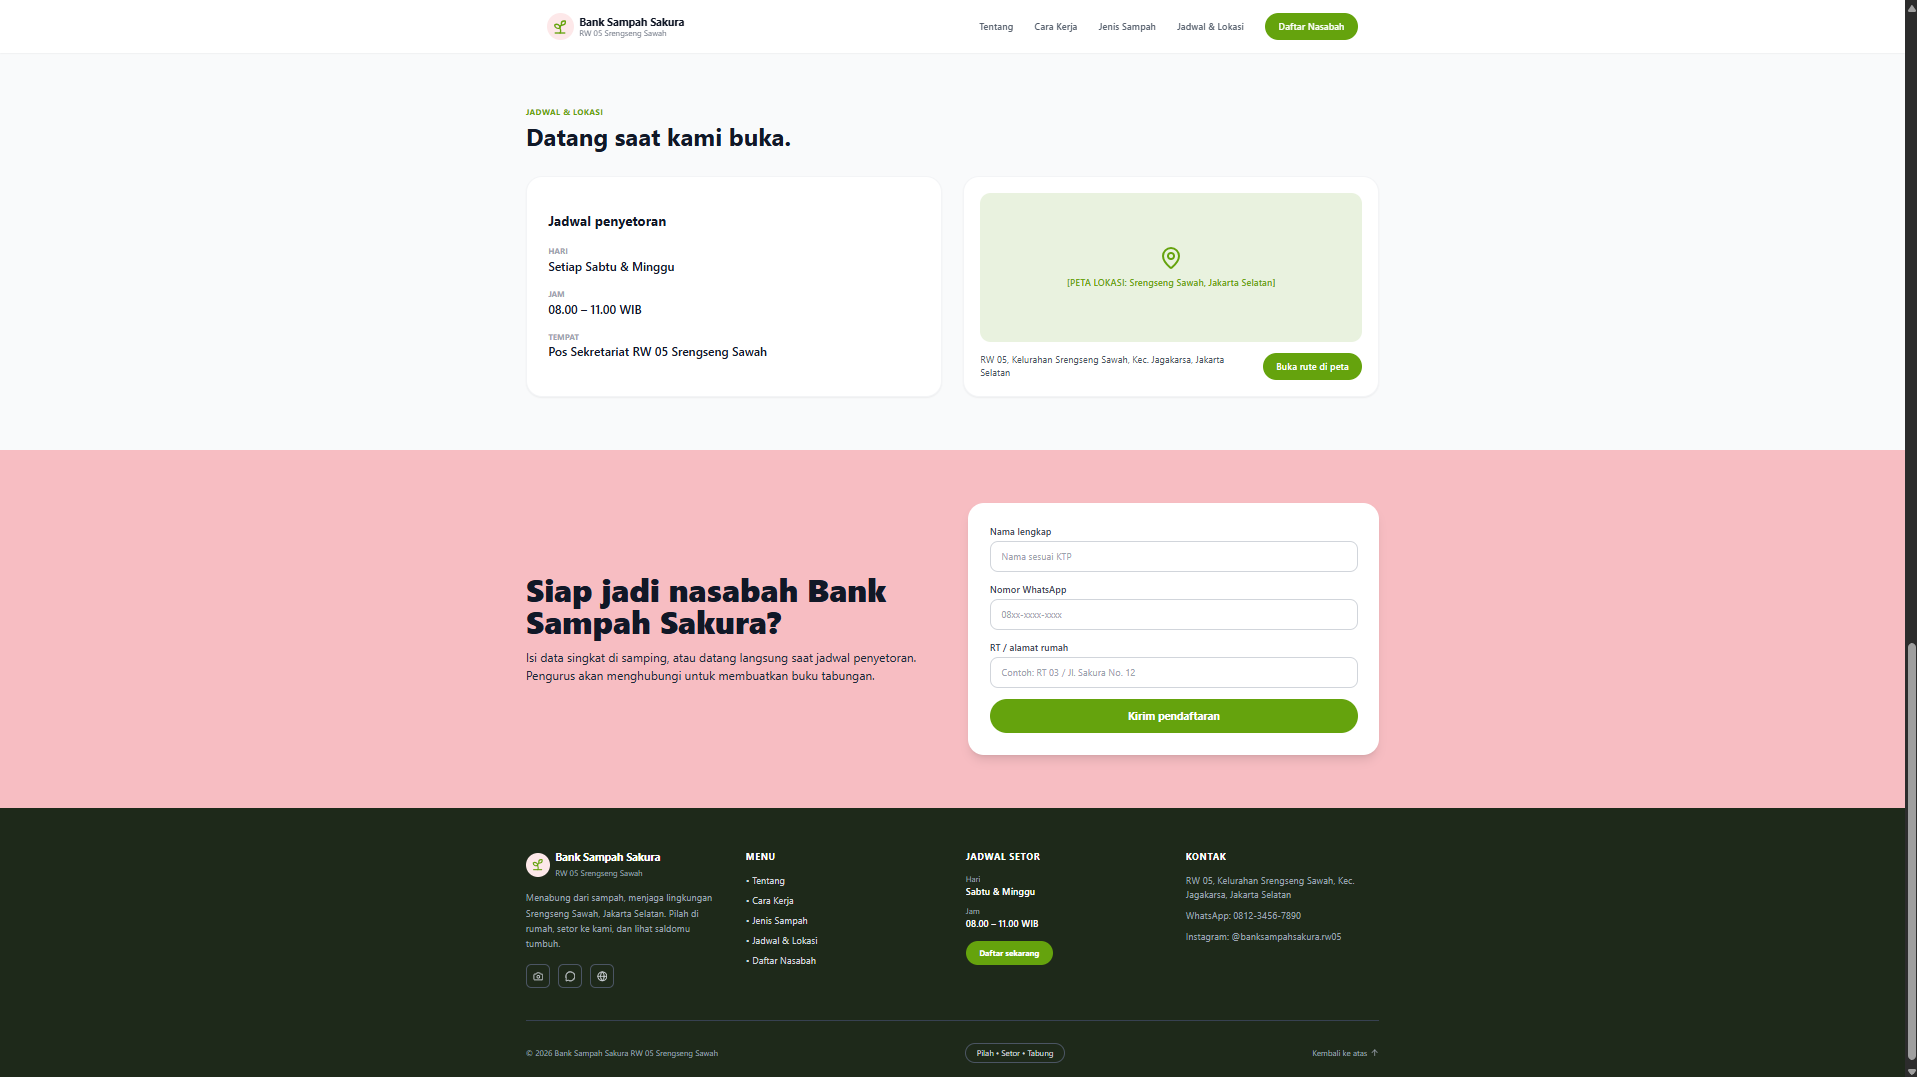 Bank Sampah Sakura
RW 05 Srengseng Sawah
Tentang
Cara Kerja
Jenis Sampah
Jadwal & Lokasi
Daftar Nasabah
JADWAL & LOKASI
Datang saat kami buka.
Jadwal penyetoran
HARI
Setiap Sabtu & Minggu
JAM
08.00 – 11.00 WIB
TEMPAT
Pos Sekretariat RW 05 Srengseng Sawah
[PETA LOKASI: Srengseng Sawah, Jakarta Selatan]
RW 05, Kelurahan Srengseng Sawah, Kec. Jagakarsa, Jakarta
Selatan
Buka rute di peta
Siap jadi nasabah Bank
Sampah Sakura?
Isi data singkat di samping, atau datang langsung saat jadwal penyetoran.
Pengurus akan menghubungi untuk membuatkan buku tabungan.
Nama lengkap
Nama sesuai KTP
Nomor WhatsApp
08xx-xxxx-xxxx
RT / alamat rumah
Contoh: RT 03 / Jl. Sakura No. 12
Kirim pendaftaran
Bank Sampah Sakura
RW 05 Srengseng Sawah
Menabung dari sampah, menjaga lingkungan
Srengseng Sawah, Jakarta Selatan. Pilah di
rumah, setor ke kami, dan lihat saldomu
tumbuh.
MENU
• Tentang
• Cara Kerja
• Jenis Sampah
• Jadwal & Lokasi
• Daftar Nasabah
JADWAL SETOR
Hari
Sabtu & Minggu
Jam
08.00 – 11.00 WIB
Daftar sekarang
KONTAK
RW 05, Kelurahan Srengseng Sawah, Kec.
Jagakarsa, Jakarta Selatan
WhatsApp: 0812-3456-7890
Instagram: @banksampahsakura.rw05
© 2026 Bank Sampah Sakura RW 05 Srengseng Sawah
Pilah • Setor • Tabung
Kembali ke atas ↑